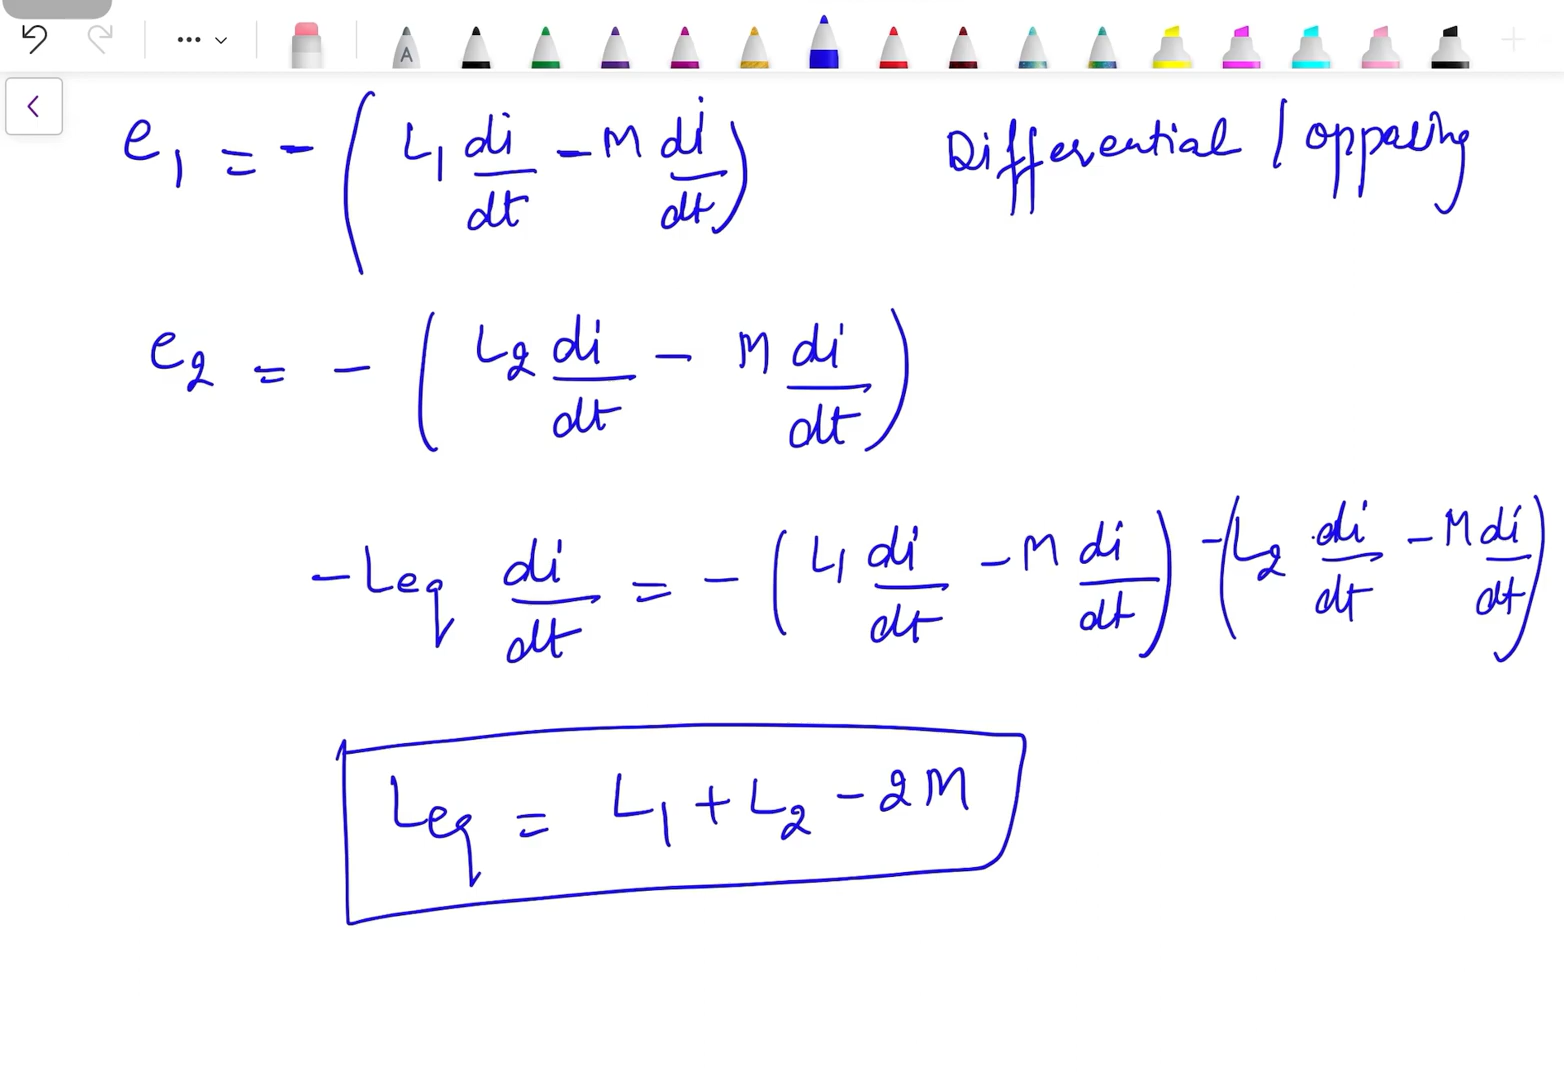 e₁ = - ( L₁ di/dt - M di/dt ) Differential / opposing
e₂ = - ( L₂ di/dt - M di/dt )
- Leq di/dt = - ( L₁ di/dt - M di/dt ) - ( L₂ di/dt - M di/dt )
Leq = L₁ + L₂ - 2M